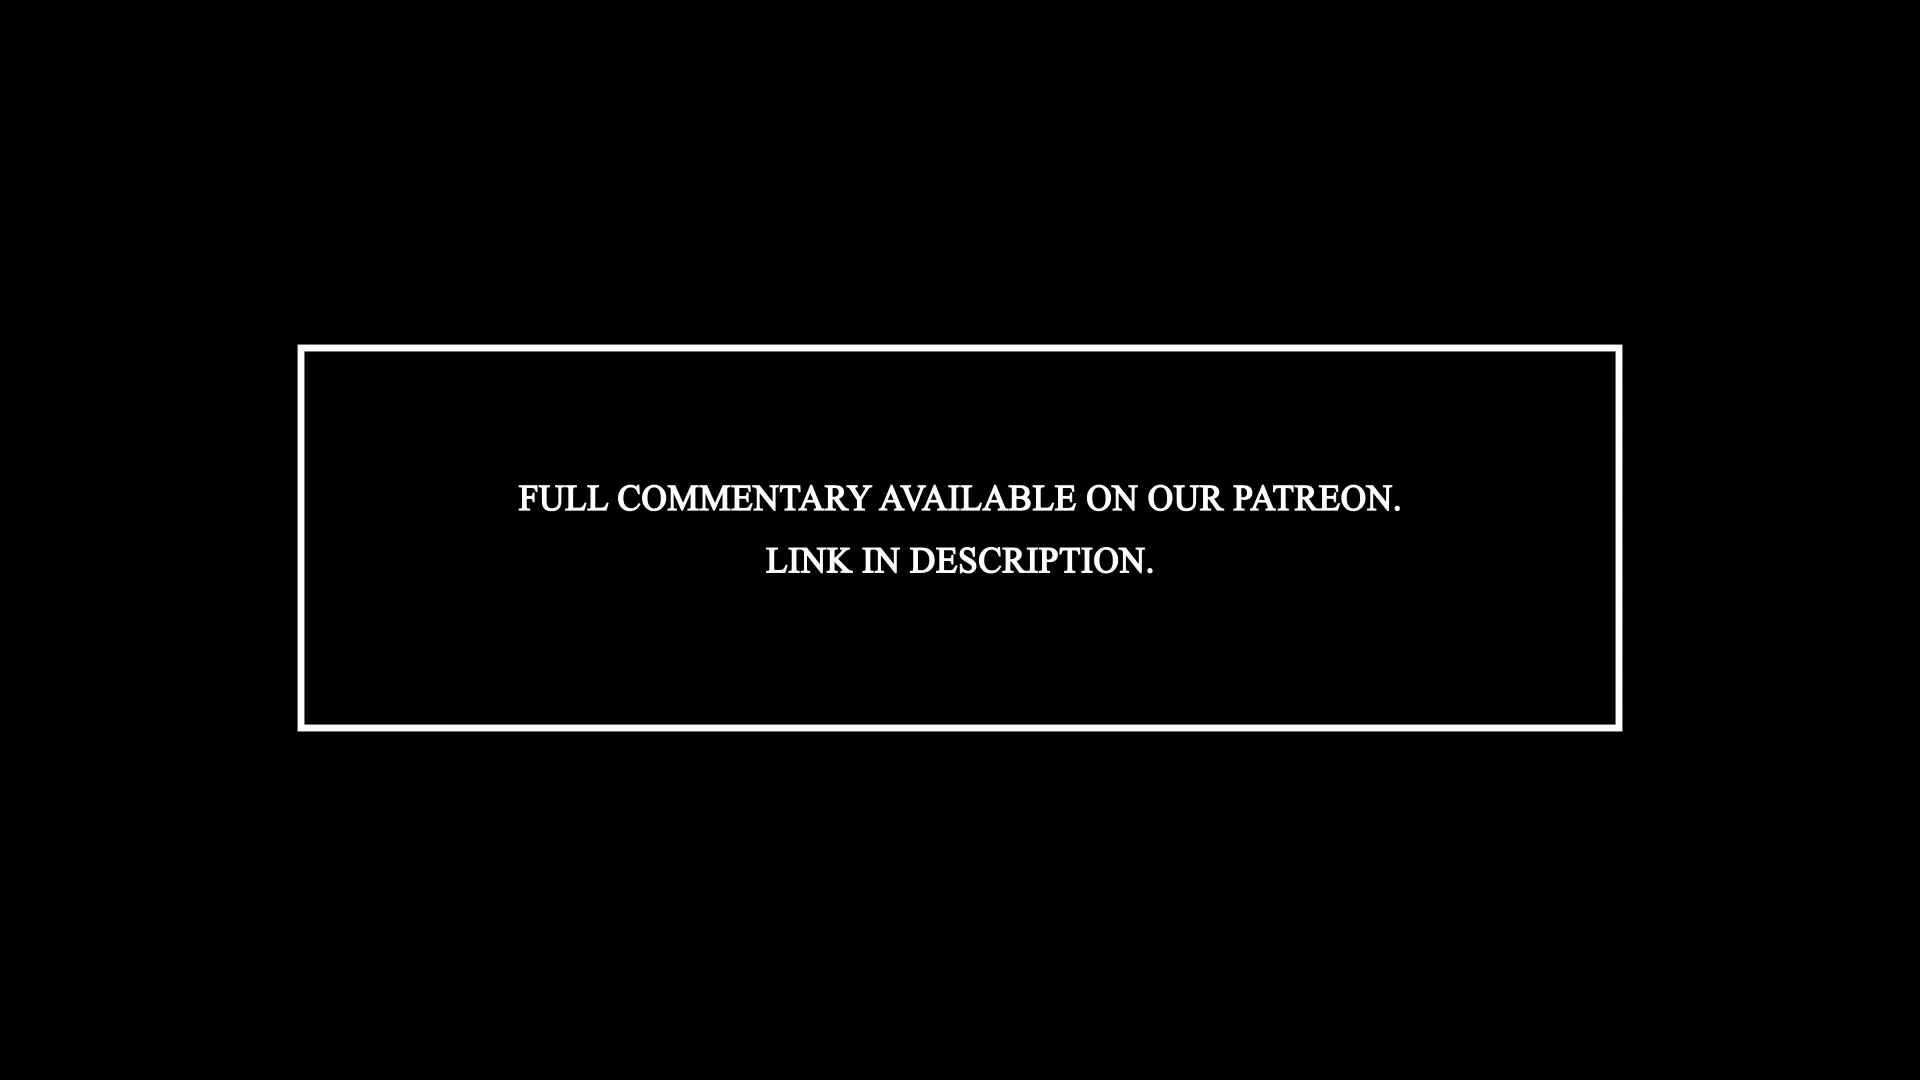 FULL COMMENTARY AVAILABLE ON OUR PATREON.
LINK IN DESCRIPTION.